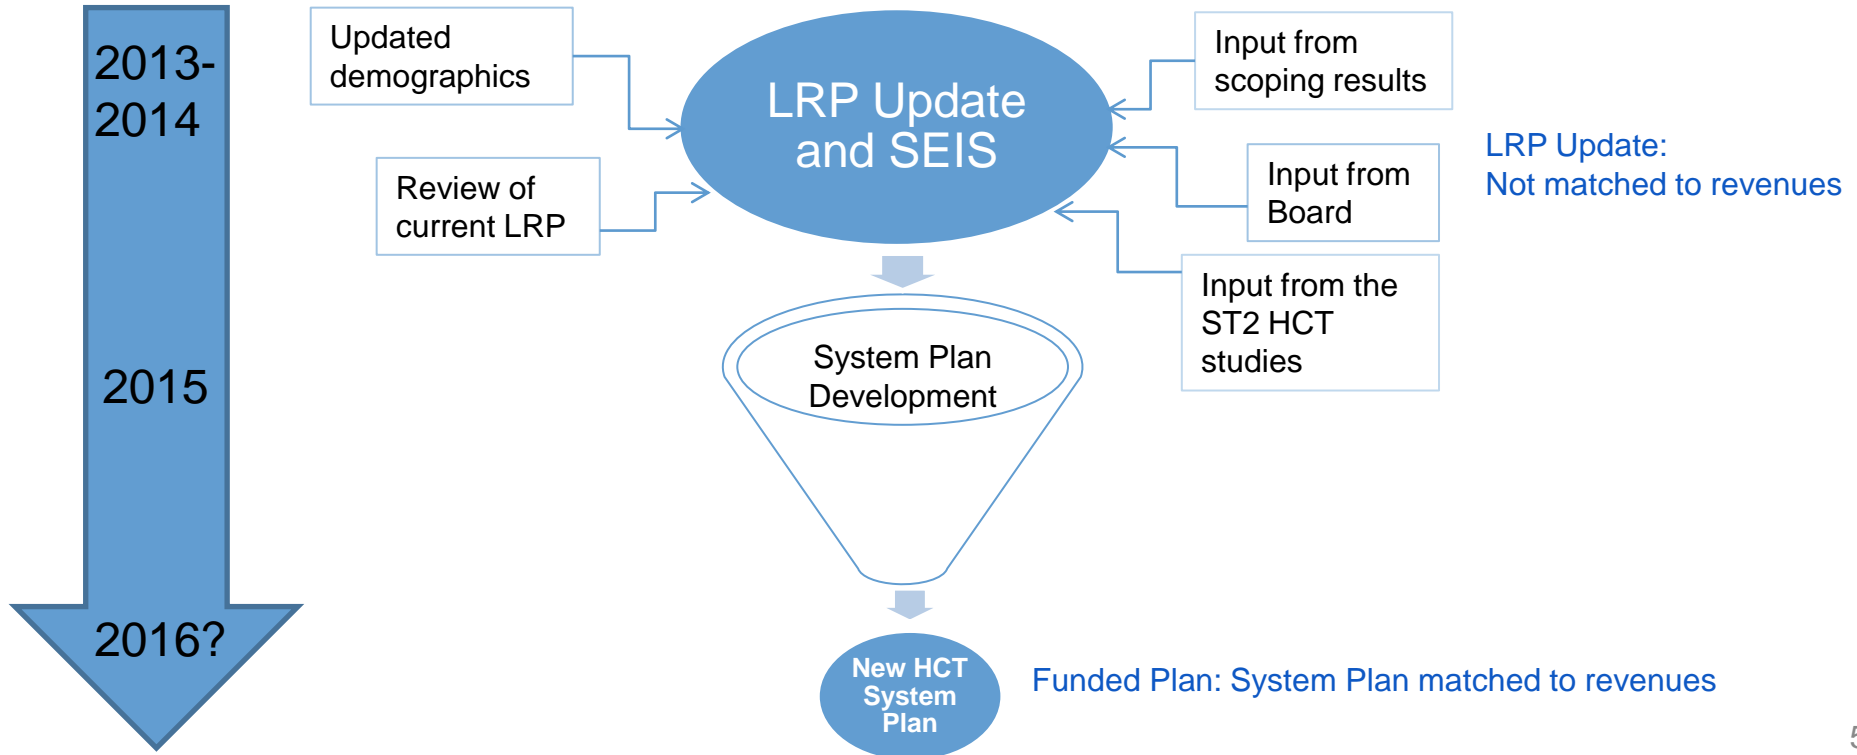 2013-
2014
2015
2016?
Updated
demographics
Review of
current LRP
LRP Update
and SEIS
Input from
scoping results
Input from
Board
Input from the
ST2 HCT
studies
LRP Update:
Not matched to revenues
System Plan
Development
New HCT
System
Plan
Funded Plan: System Plan matched to revenues
5